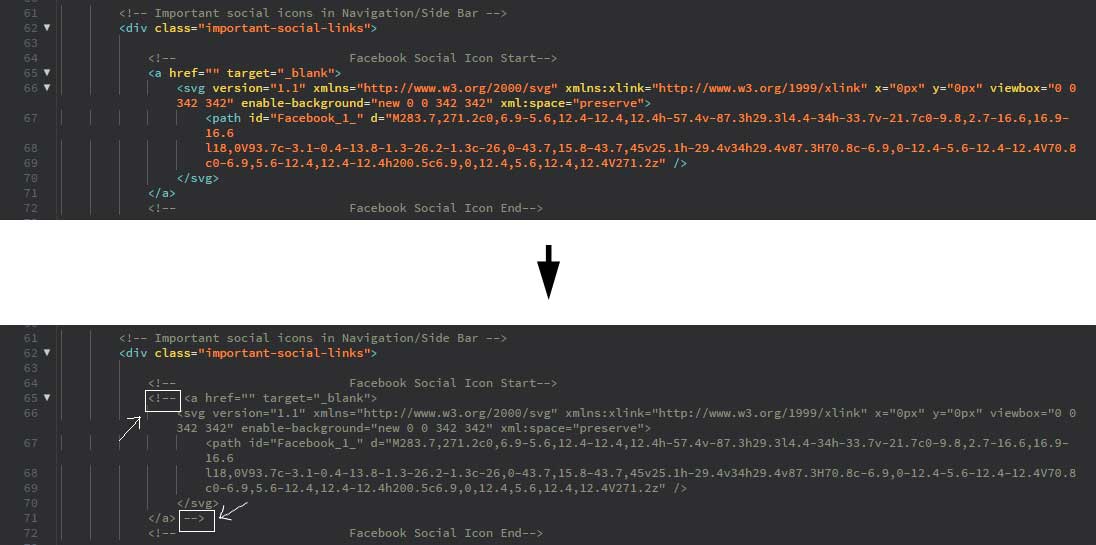 61 <!-- Important social icons in Navigation/Side Bar -->
62 ▼ <div class="important-social-links">
63
64 <!-- Facebook Social Icon Start-->
65 ▼ <a href="" target="_blank">
66 ▼ <svg version="1.1" xmlns="http://www.w3.org/2000/svg" xmlns:xlink="http://www.w3.org/1999/xlink" x="0px" y="0px" viewbox="0 0
342 342" enable-background="new 0 0 342 342" xml:space="preserve">
67 <path id="Facebook_1_" d="M283.7,271.2c0,6.9-5.6,12.4-12.4,12.4h-57.4v-87.3h29.3l4.4-34h-33.7v-21.7c0-9.8,2.7-16.6,16.9-
16.6
68 l18,0V93.7c-3.1-0.4-13.8-1.3-26.2-1.3c-26,0-43.7,15.8-43.7,45v25.1h-29.4v34h29.4v87.3H70.8c-6.9,0-12.4-5.6-12.4-12.4V70.8
69 c0-6.9,5.6-12.4,12.4-12.4h200.5c6.9,0,12.4,5.6,12.4,12.4V271.2z" />
70 </svg>
71 </a>
72 <!-- Facebook Social Icon End-->
61 <!-- Important social icons in Navigation/Side Bar -->
62 ▼ <div class="important-social-links">
63
64 <!-- Facebook Social Icon Start-->
65 ▼ <!-- <a href="" target="_blank">
66 <svg version="1.1" xmlns="http://www.w3.org/2000/svg" xmlns:xlink="http://www.w3.org/1999/xlink" x="0px" y="0px" viewbox="0 0
342 342" enable-background="new 0 0 342 342" xml:space="preserve">
67 <path id="Facebook_1_" d="M283.7,271.2c0,6.9-5.6,12.4-12.4,12.4h-57.4v-87.3h29.3l4.4-34h-33.7v-21.7c0-9.8,2.7-16.6,16.9-
16.6
68 l18,0V93.7c-3.1-0.4-13.8-1.3-26.2-1.3c-26,0-43.7,15.8-43.7,45v25.1h-29.4v34h29.4v87.3H70.8c-6.9,0-12.4-5.6-12.4-12.4V70.8
69 c0-6.9,5.6-12.4,12.4-12.4h200.5c6.9,0,12.4,5.6,12.4,12.4V271.2z" />
70 </svg>
71 </a> -->
72 <!-- Facebook Social Icon End-->